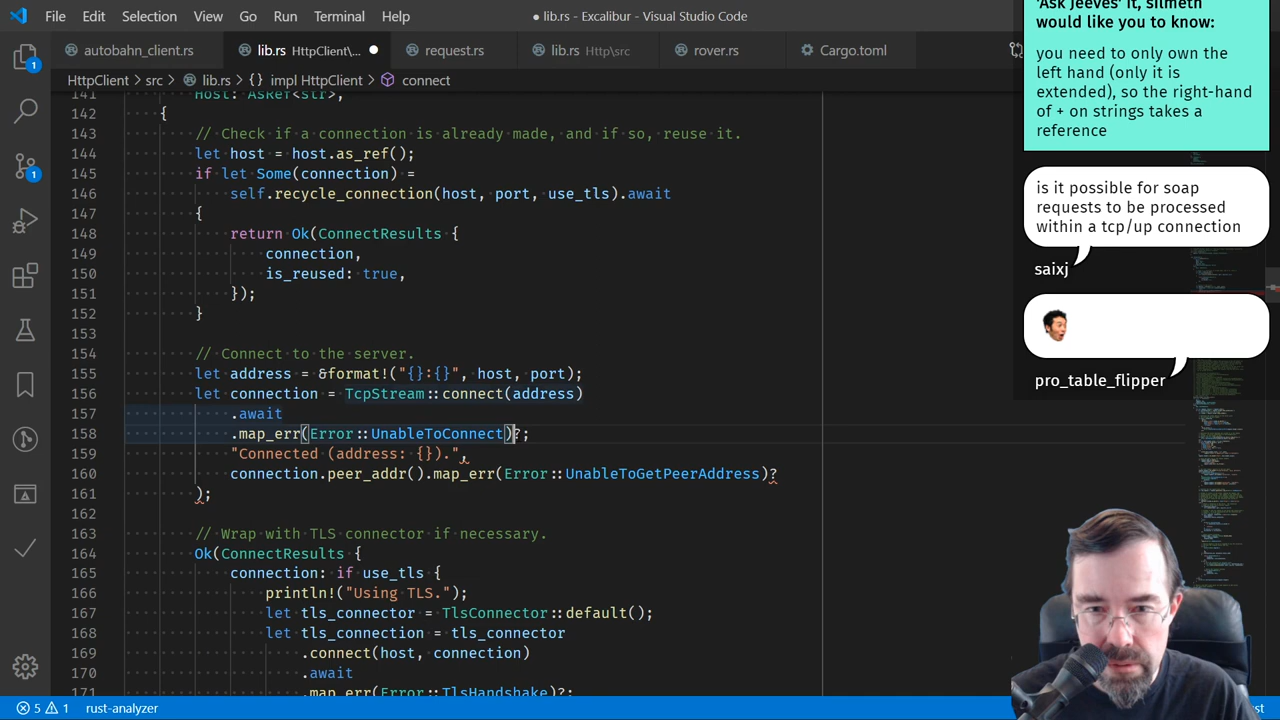 File Edit Selection View Go Run Terminal Help
● lib.rs - Excalibur - Visual Studio Code
autobahn_client.rs lib.rs HttpClient\... ● request.rs lib.rs Http\src rover.rs Cargo.toml
HttpClient › src › lib.rs › {} impl HttpClient › connect
141 Host: AsRef<str>,
142 {
143 // Check if a connection is already made, and if so, reuse it.
144 let host = host.as_ref();
145 if let Some(connection) =
146 self.recycle_connection(host, port, use_tls).await
147 {
148 return Ok(ConnectResults {
149 connection,
150 is_reused: true,
151 });
152 }
153
154 // Connect to the server.
155 let address = &format!("{}:{}", host, port);
156 let connection = TcpStream::connect(address)
157 .await
158 .map_err(Error::UnableToConnect)?;
159 "Connected (address: {}).",
160 connection.peer_addr().map_err(Error::UnableToGetPeerAddress)?
161 );
162
163 // Wrap with TLS connector if necessary.
164 Ok(ConnectResults {
165 connection: if use_tls {
166 println!("Using TLS.");
167 let tls_connector = TlsConnector::default();
168 let tls_connection = tls_connector
169 .connect(host, connection)
170 .await
171 .map_err(Error::TlsHandshake)?;
1
1
5 1 rust-analyzer
'Ask Jeeves' it, silmeth
would like you to know:
you need to only own the
left hand (only it is
extended), so the right-hand
of + on strings takes a
reference
is it possible for soap
requests to be processed
within a tcp/up connection
saixj
pro_table_flipper